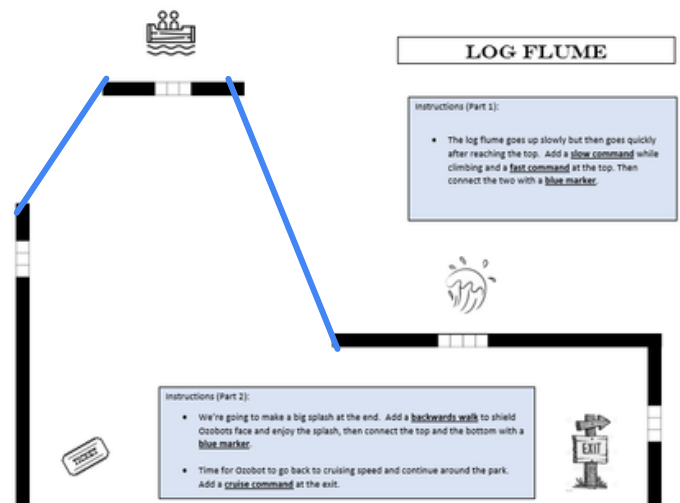 LOG FLUME
Instructions (Part 1):
The log flume goes up slowly but then goes quickly
after reaching the top. Add a slow command while
climbing and a fast command at the top. Then
connect the two with a blue marker.
Instructions (Part 2):
We're going to make a big splash at the end. Add a backwards walk to shield
Ozobots face and enjoy the splash, then connect the top and the bottom with a
blue marker.
EXIT
TICKET
Time for Ozobot to go back to cruising speed and continue around the park.
Add a cruise command at the exit.